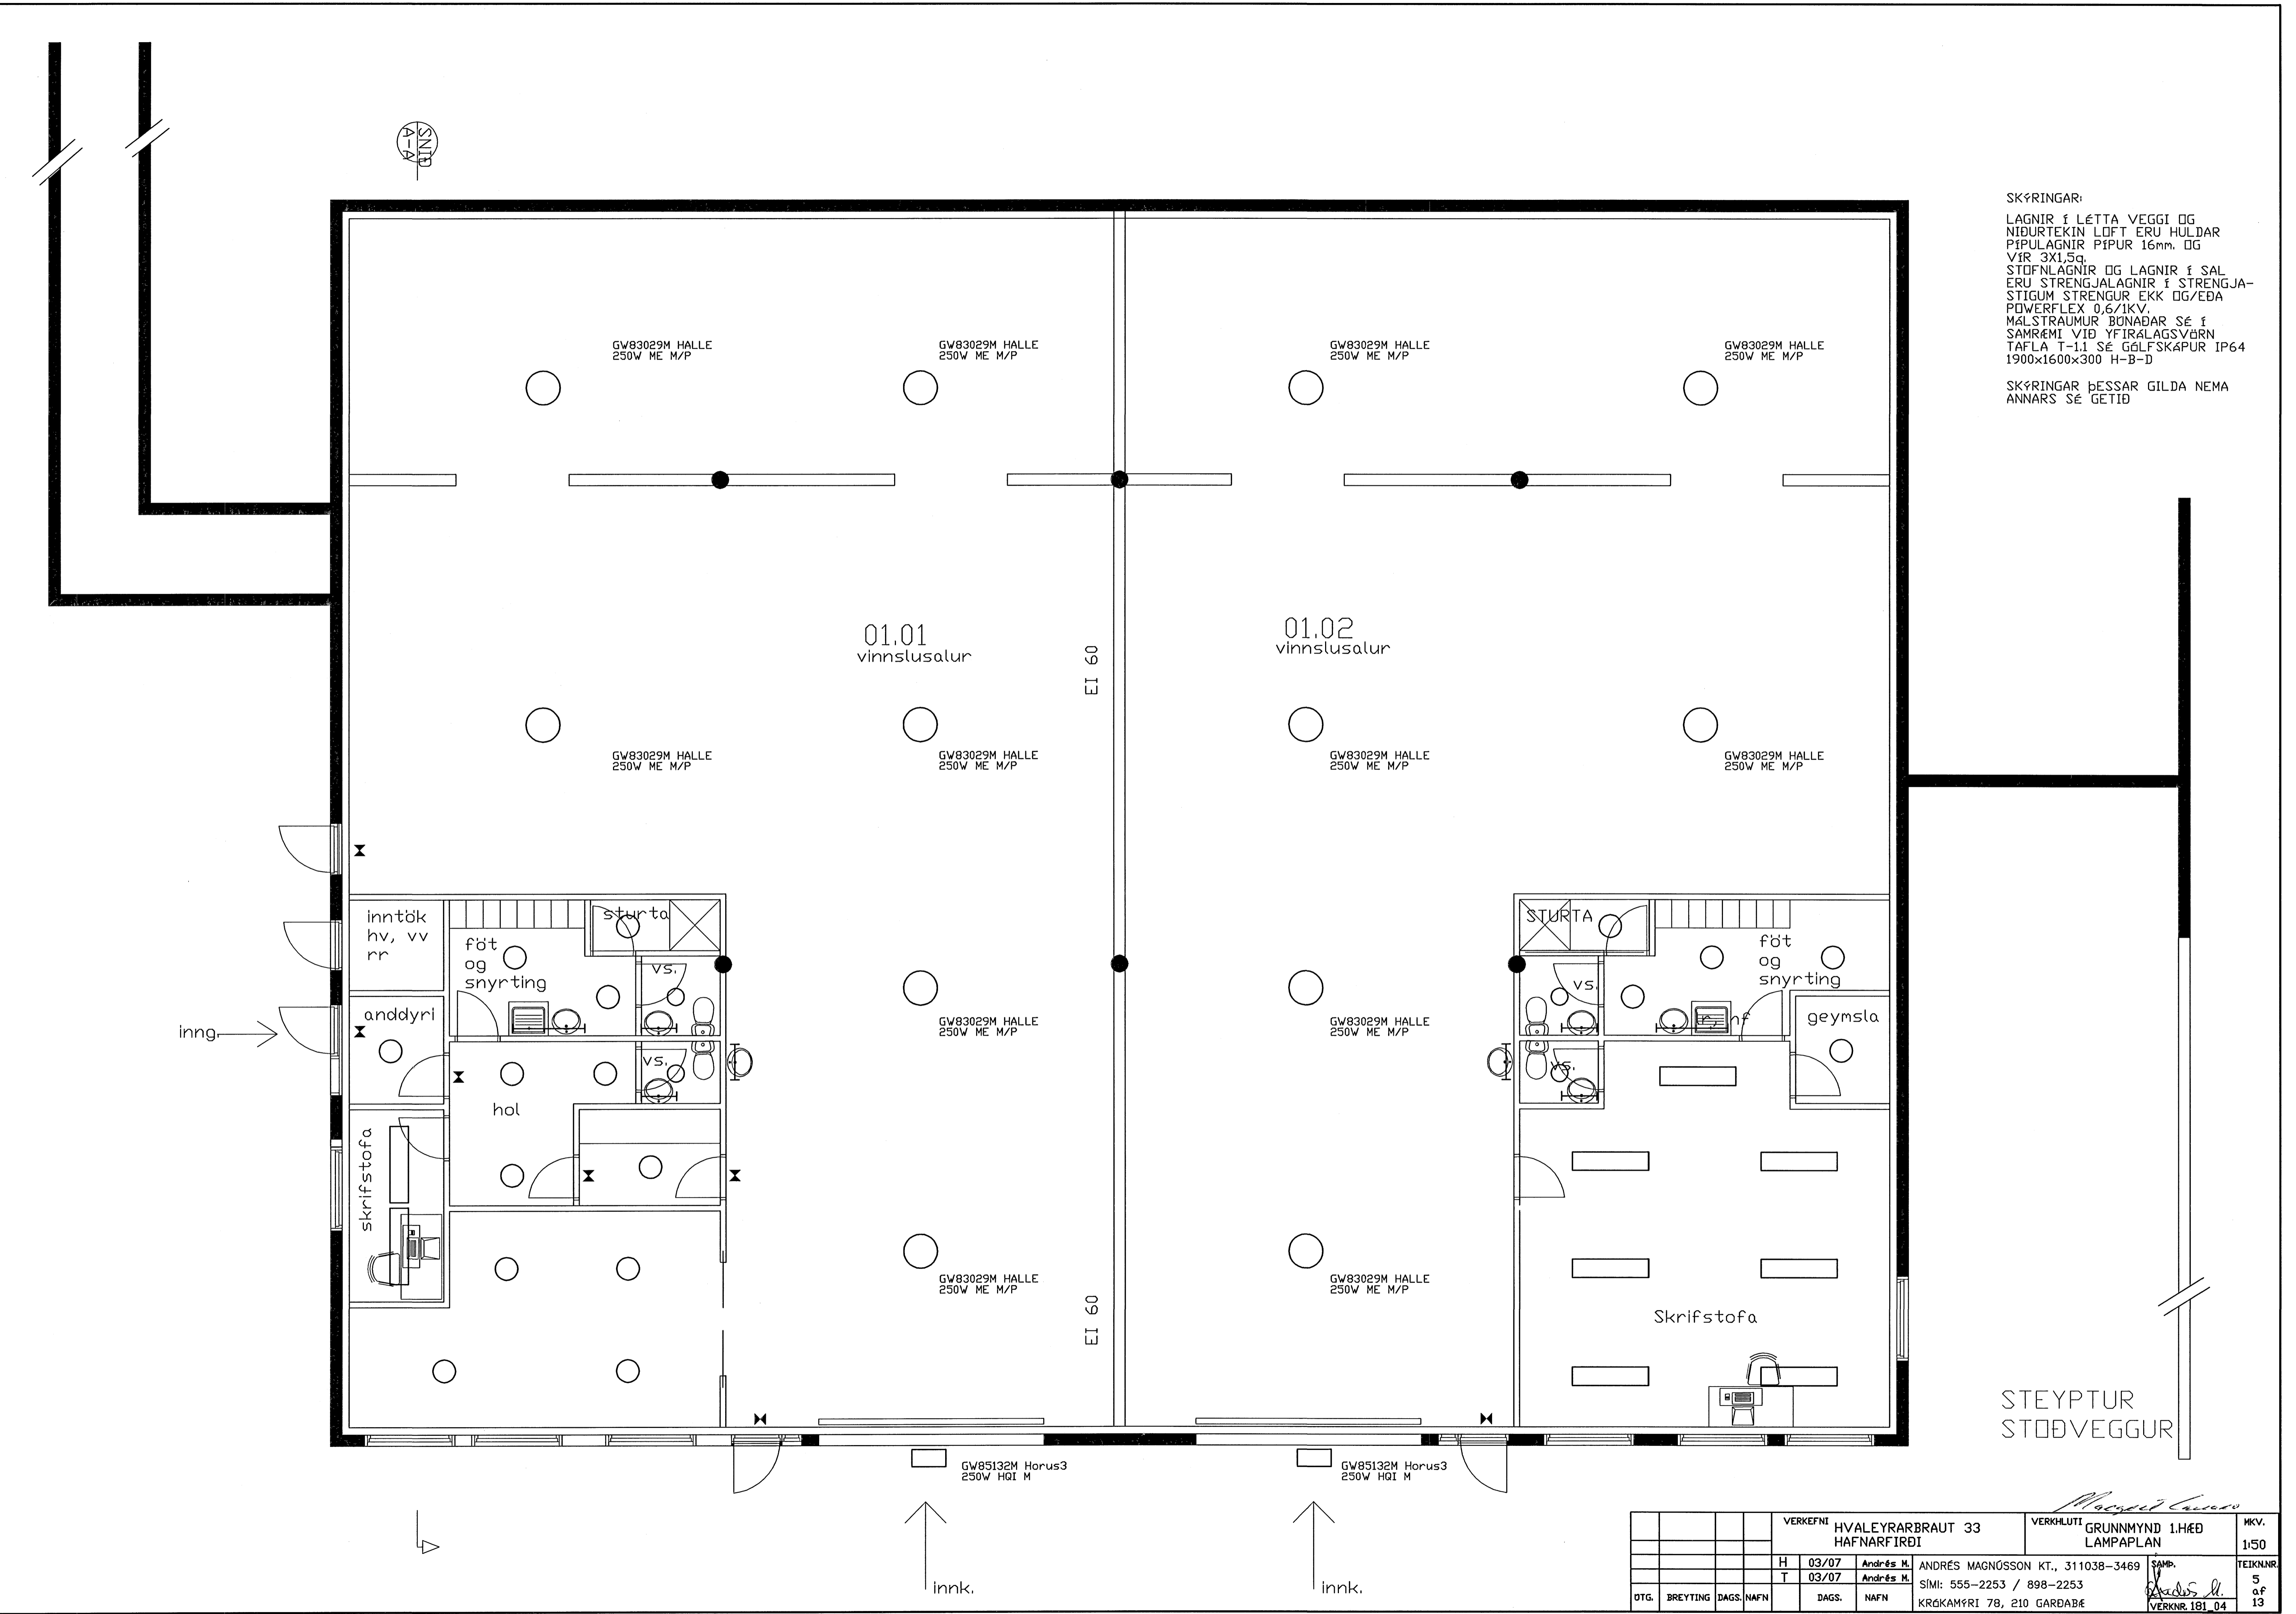 SNIÐ
A-A
SKÝRINGAR:
LAGNIR Í LÉTTA VEGGI OG
NIÐURTEKIN LOFT ERU HULDAR
PÍPULAGNIR PÍPUR 16mm. OG
VÍR 3X1,5q.
STOFNLAGNIR OG LAGNIR Í SAL
ERU STRENGJALAGNIR Í STRENGJA-
STIGUM STRENGUR EKK OG/EÐA
POWERFLEX 0,6/1KV.
MÁLSTRAUMUR BÚNAÐAR SÉ Í
SAMRÆMI VIÐ YFIRÁLAGSVÖRN
TAFLA T-1.1 SÉ GÓLFSKÁPUR IP64
1900x1600x300 H-B-D
SKÝRINGAR ÞESSAR GILDA NEMA
ANNARS SÉ GETIÐ
GW83029M HALLE
250W ME M/P
GW83029M HALLE
250W ME M/P
GW83029M HALLE
250W ME M/P
GW83029M HALLE
250W ME M/P
01.01
vinnslusalur
01.02
vinnslusalur
EI 60
GW83029M HALLE
250W ME M/P
GW83029M HALLE
250W ME M/P
GW83029M HALLE
250W ME M/P
GW83029M HALLE
250W ME M/P
inntök
hv, vv
rr
föt
og
snyrting
sturta
vs.
STURTA
vs.
föt
og
snyrting
inng.
anddyri
GW83029M HALLE
250W ME M/P
GW83029M HALLE
250W ME M/P
nf
geymsla
vs.
vs.
hol
skrifstofa
GW83029M HALLE
250W ME M/P
GW83029M HALLE
250W ME M/P
EI 60
Skrifstofa
STEYPTUR
STOÐVEGGUR
GW85132M Horus3
250W HQI M
GW85132M Horus3
250W HQI M
innk.
innk.
VERKEFNI
HVALEYRARBRAUT 33
HAFNARFIRÐI
VERKHLUTI
GRUNNMYND 1.HÆÐ
LAMPAPLAN
MKV.
1:50
H 03/07 Andrés M.
T 03/07 Andrés M.
ÚTG. BREYTING DAGS. NAFN DAGS. NAFN
ANDRÉS MAGNÚSSON KT., 311038-3469
SÍMI: 555-2253 / 898-2253
KRÓKAMÝRI 78, 210 GARÐABÆ
SAMÞ.
Andrés M.
VERKNR. 181_04
TEIKN.NR.
5
af
13